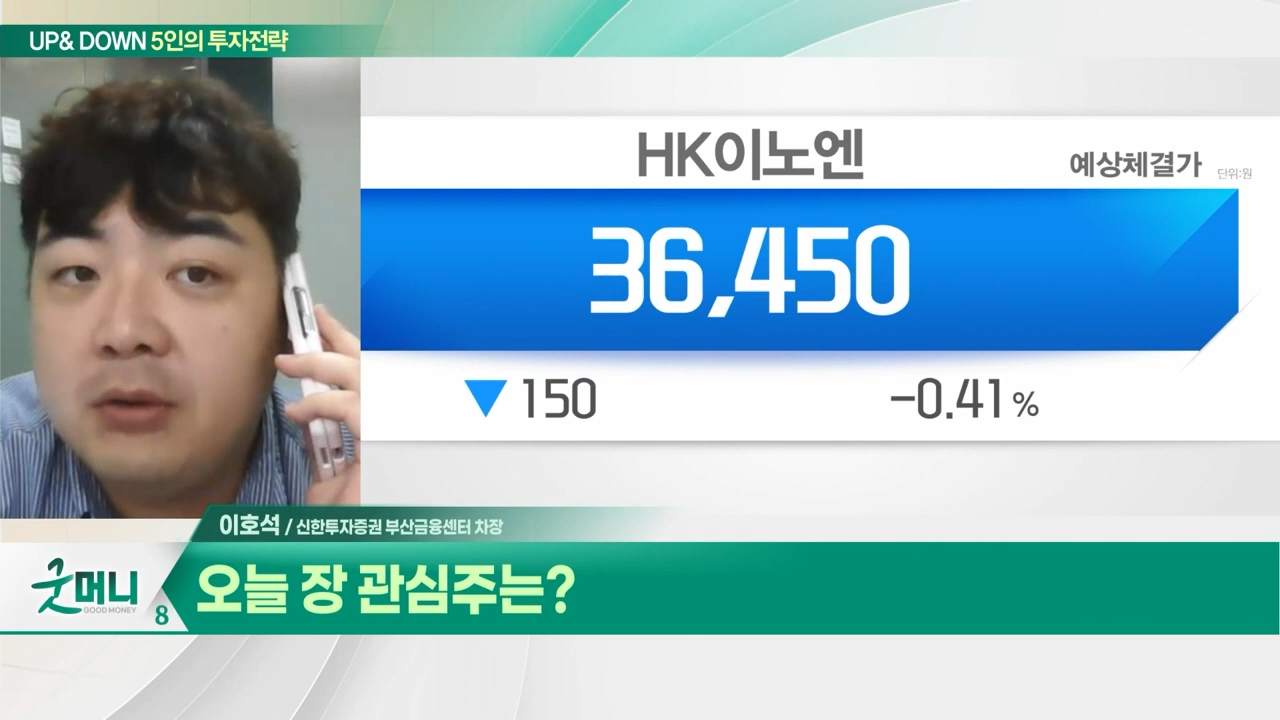 UP& DOWN 5인의 투자전략
HK이노엔
예상체결가
단위:원
36,450
▼ 150
-0.41 %
이호석 / 신한투자증권 부산금융센터 차장
굿머니
GOOD MONEY
8
오늘 장 관심주는?